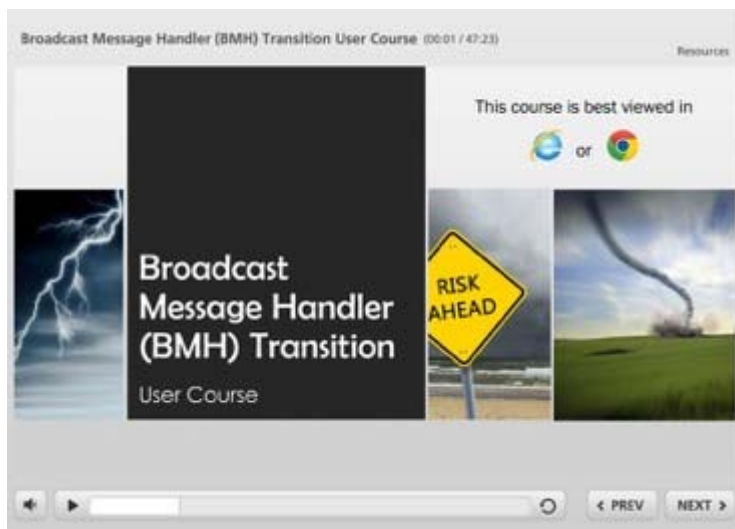 Broadcast Message Handler (BMH) Transition User Course (00:01 / 47:23)
Resources
This course is best viewed in
or
Broadcast
Message Handler
(BMH) Transition
User Course
RISK
AHEAD
< PREV
NEXT >